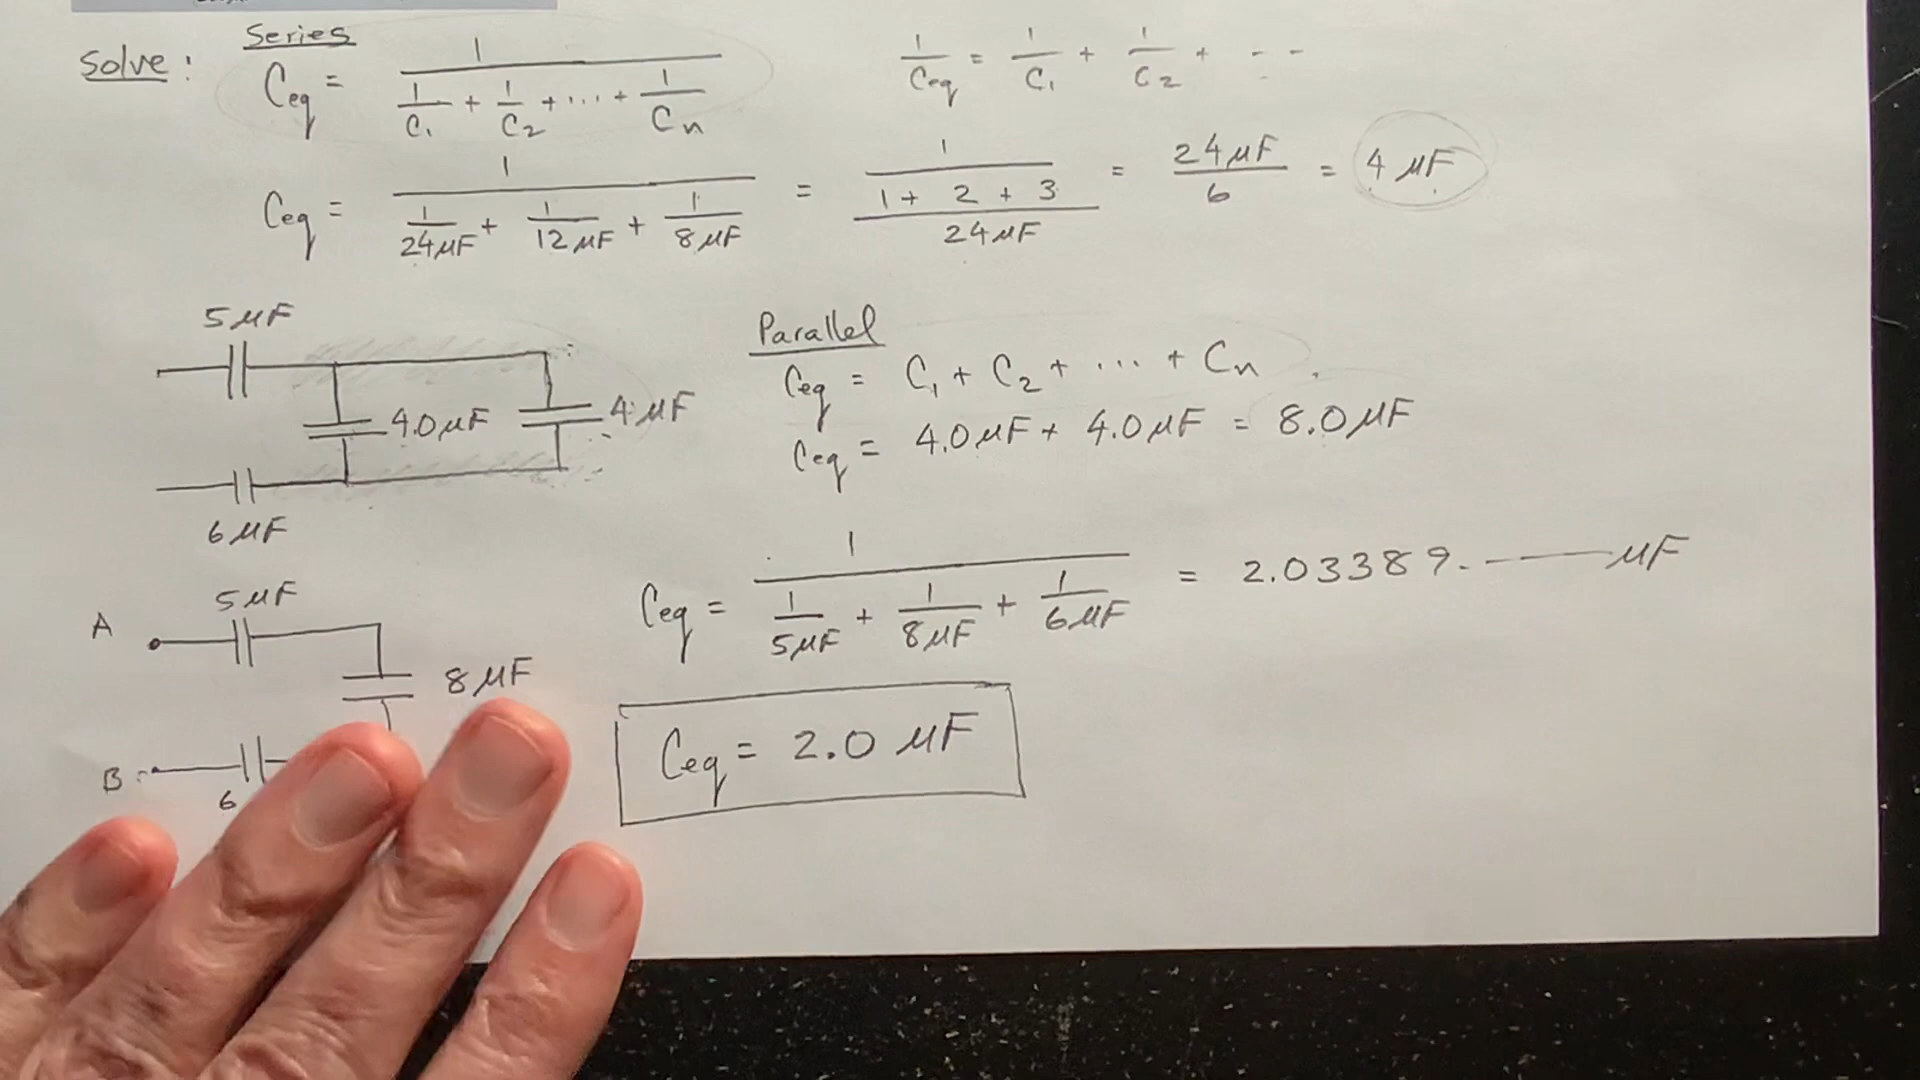 Solve: Series
Ceq = 1 / (1/C₁ + 1/C₂ + ... + 1/Cn)
1/Ceq = 1/C₁ + 1/C₂ + - -
Ceq = 1 / (1/24μF + 1/12μF + 1/8μF) = 1 / ((1 + 2 + 3)/24μF) = 24μF/6 = 4 μF
5μF
4.0μF
4μF
6μF
Parallel
Ceq = C₁ + C₂ + ... + Cn
Ceq = 4.0μF + 4.0μF = 8.0μF
A
5μF
8μF
B
6
Ceq = 1 / (1/5μF + 1/8μF + 1/6μF) = 2.03389. — μF
Ceq = 2.0 μF